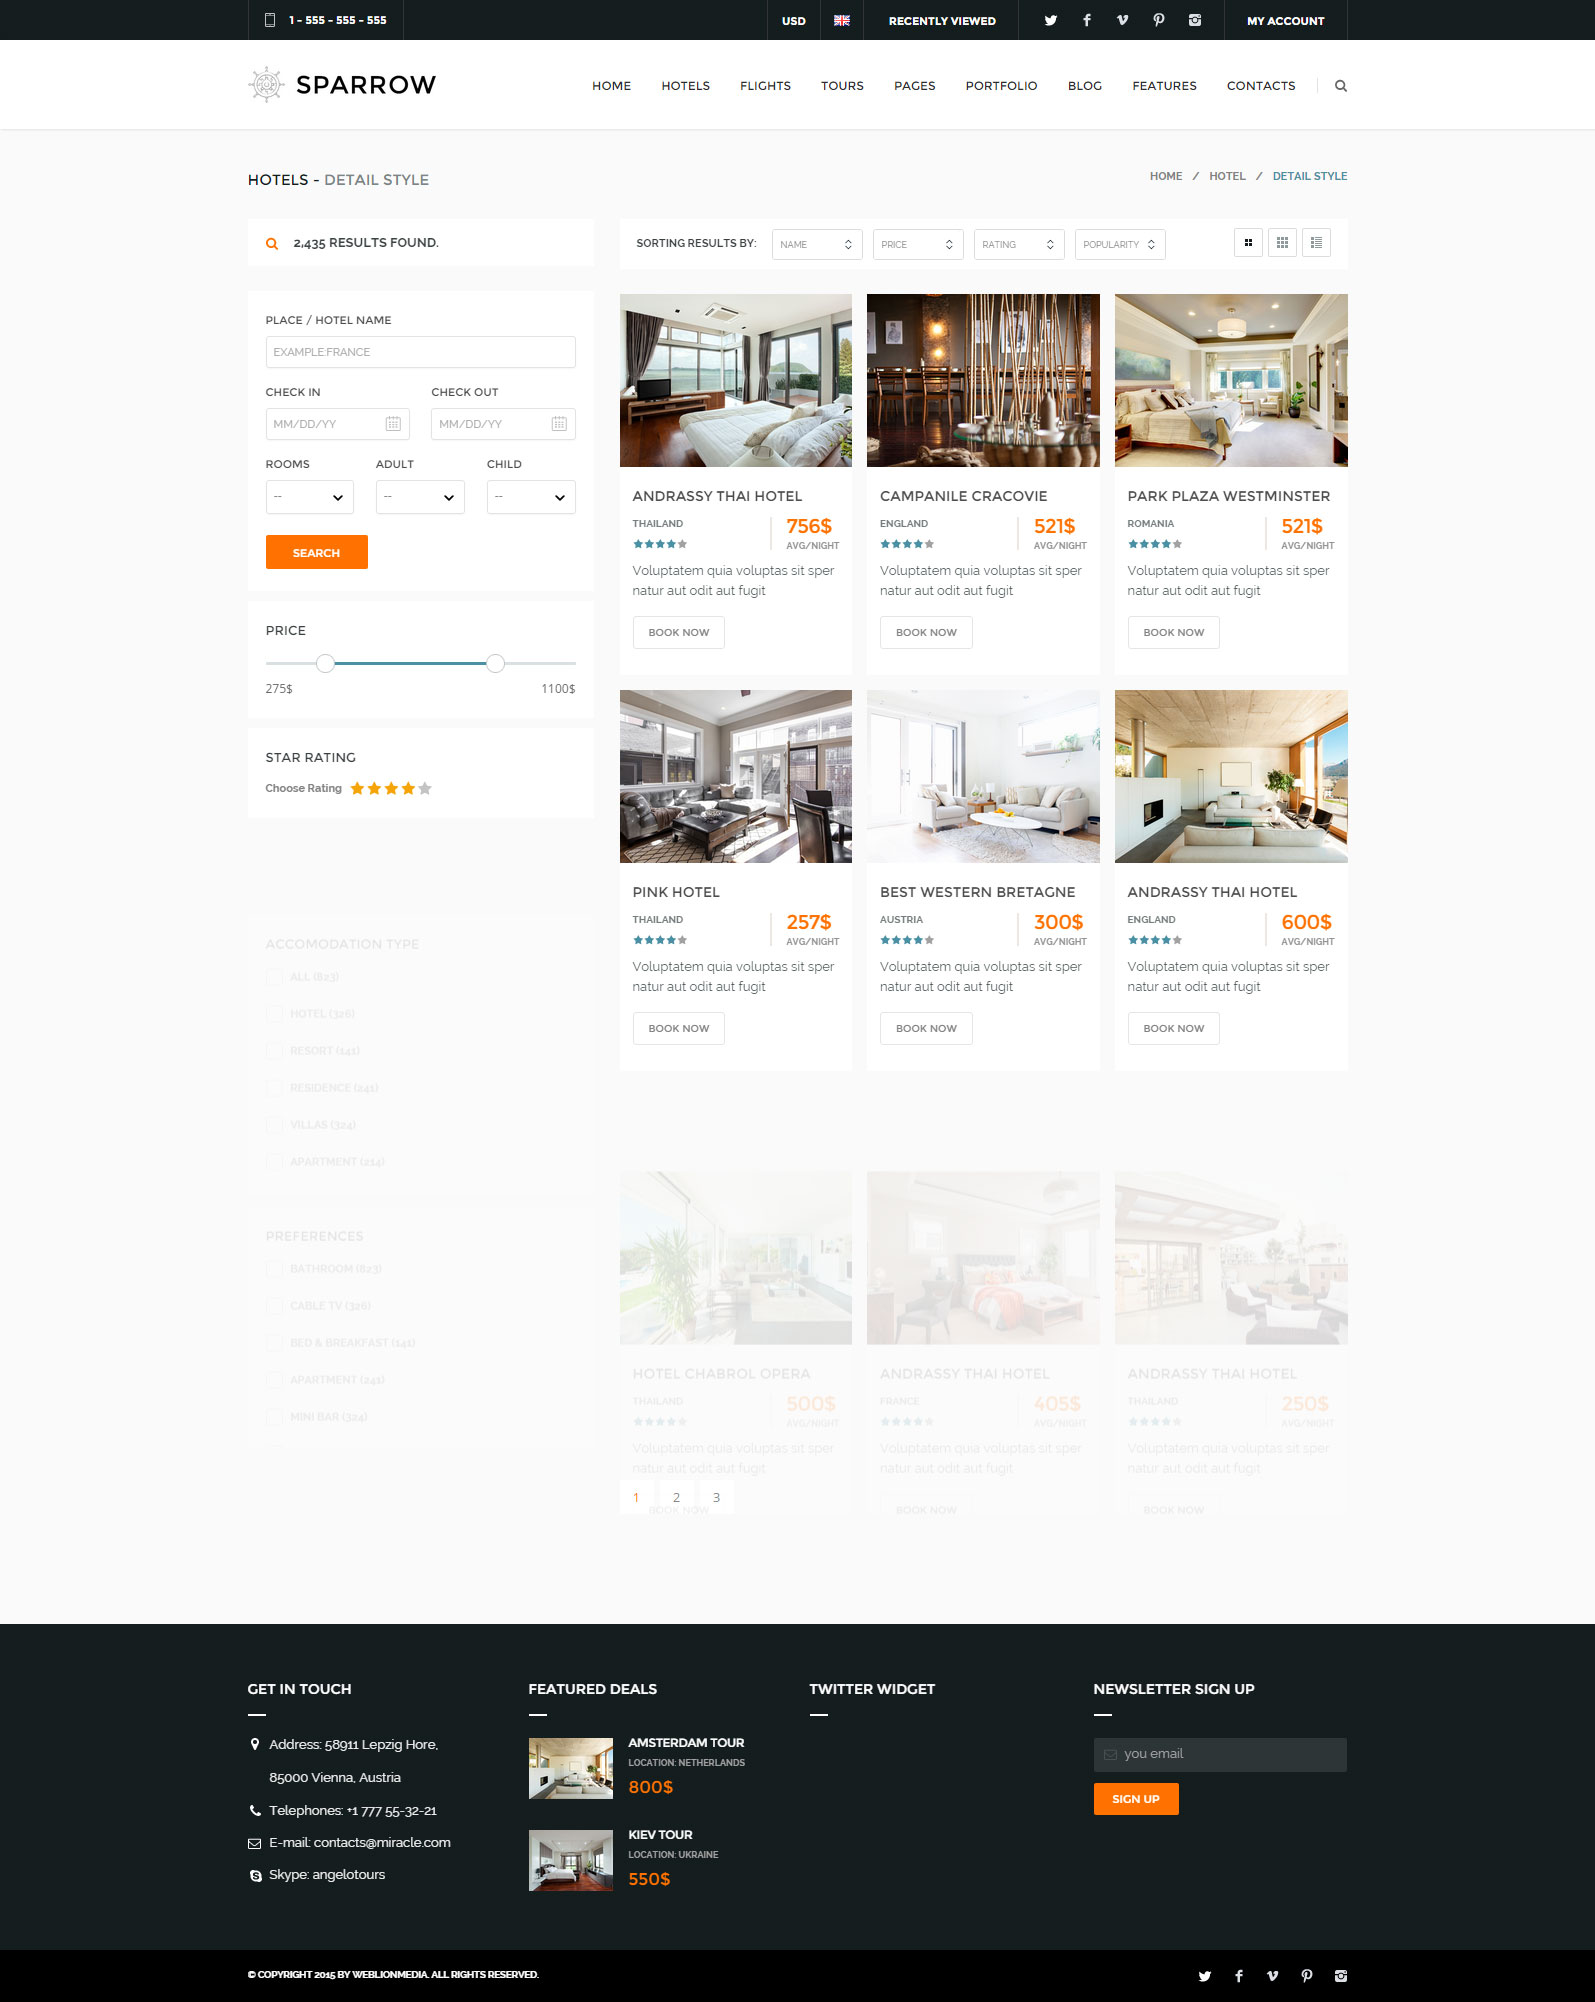 1 - 555 - 555 - 555
USD
RECENTLY VIEWED
MY ACCOUNT
SPARROW
HOME
HOTELS
FLIGHTS
TOURS
PAGES
PORTFOLIO
BLOG
FEATURES
CONTACTS
HOTELS - DETAIL STYLE
HOME / HOTEL / DETAIL STYLE
2,435 RESULTS FOUND.
PLACE / HOTEL NAME
EXAMPLE:FRANCE
CHECK IN
CHECK OUT
MM/DD/YY
MM/DD/YY
ROOMS
ADULT
CHILD
--
--
--
SEARCH
PRICE
275$
1100$
STAR RATING
Choose Rating
ACCOMODATION TYPE
ALL (823)
HOTEL (326)
RESORT (141)
RESIDENCE (241)
VILLAS (324)
APARTMENT (214)
PREFERENCES
BATHROOM (823)
CABLE TV (326)
BED & BREAKFAST (141)
APARTMENT (241)
MINI BAR (324)
SORTING RESULTS BY:
NAME
PRICE
RATING
POPULARITY
ANDRASSY THAI HOTEL
THAILAND
756$
AVG/NIGHT
Voluptatem quia voluptas sit sper
natur aut odit aut fugit
BOOK NOW
CAMPANILE CRACOVIE
ENGLAND
521$
AVG/NIGHT
Voluptatem quia voluptas sit sper
natur aut odit aut fugit
BOOK NOW
PARK PLAZA WESTMINSTER
ROMANIA
521$
AVG/NIGHT
Voluptatem quia voluptas sit sper
natur aut odit aut fugit
BOOK NOW
PINK HOTEL
THAILAND
257$
AVG/NIGHT
Voluptatem quia voluptas sit sper
natur aut odit aut fugit
BOOK NOW
BEST WESTERN BRETAGNE
AUSTRIA
300$
AVG/NIGHT
Voluptatem quia voluptas sit sper
natur aut odit aut fugit
BOOK NOW
ANDRASSY THAI HOTEL
ENGLAND
600$
AVG/NIGHT
Voluptatem quia voluptas sit sper
natur aut odit aut fugit
BOOK NOW
HOTEL CHABROL OPERA
THAILAND
500$
AVG/NIGHT
Voluptatem quia voluptas sit sper
natur aut odit aut fugit
BOOK NOW
ANDRASSY THAI HOTEL
FRANCE
405$
AVG/NIGHT
Voluptatem quia voluptas sit sper
natur aut odit aut fugit
BOOK NOW
ANDRASSY THAI HOTEL
THAILAND
250$
AVG/NIGHT
Voluptatem quia voluptas sit sper
natur aut odit aut fugit
BOOK NOW
1
2
3
GET IN TOUCH
Address: 58911 Lepzig Hore,
85000 Vienna, Austria
Telephones: +1 777 55-32-21
E-mail: contacts@miracle.com
Skype: angelotours
FEATURED DEALS
AMSTERDAM TOUR
LOCATION: NETHERLANDS
800$
KIEV TOUR
LOCATION: UKRAINE
550$
TWITTER WIDGET
NEWSLETTER SIGN UP
you email
SIGN UP
© COPYRIGHT 2015 BY WEBLIONMEDIA. ALL RIGHTS RESERVED.